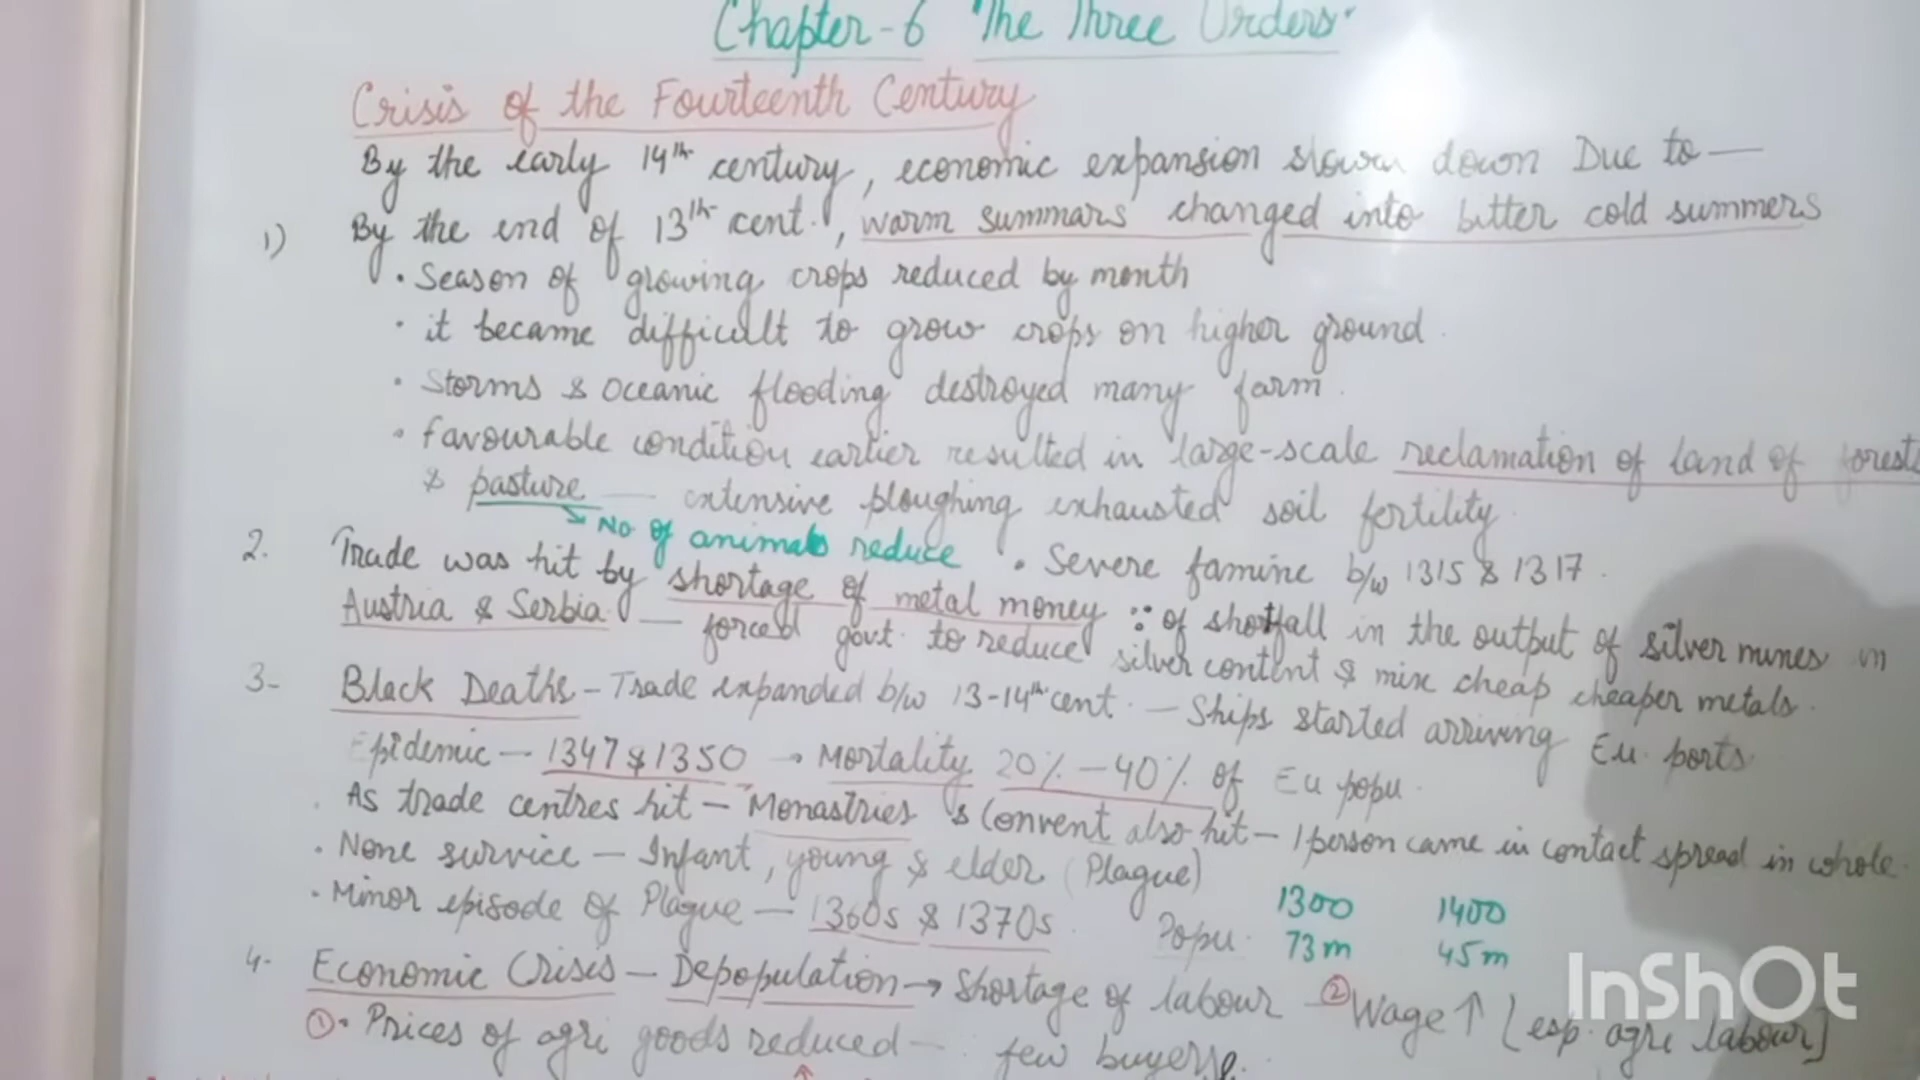 Chapter-6 "The Three Orders"
Crisis of the Fourteenth Century
By the early 14th century, economic expansion slown down Due to —
1) By the end of 13th cent., warm summars changed into bitter cold summers
• Season of growing crops reduced by month
• it became difficult to grow crops on higher ground.
• Storms & Oceanic flooding destroyed many farm.
• favourable condition earlier resulted in large-scale reclamation of land of forests
& pasture — extensive ploughing exhausted soil fertility.
→ No. of animals reduce
• Severe famine b/w 1315 & 1317.
2. Trade was hit by shortage of metal money ∵ of shortfall in the output of silver mines in
Austria & Serbia — forced govt. to reduce silver content & mix cheap cheaper metals.
3- Black Deaths - Trade expanded b/w 13-14th cent. — Ships started arriving Eu. ports
Epidemic — 1347 & 1350 → Mortality 20% - 40% of Eu popu.
. As trade centres hit — Monastries & Convent also hit — 1 person came in contact spread in whole.
• None survice — Infant, young & elder (Plague)
• Minor episode of Plague — 1360s & 1370s
1300 1400
Popu. 73m 45m
4- Economic Crises — Depopulation → Shortage of labour - ② Wage ↑ [esp. agri labour]
①. Prices of agri goods reduced — few buyers.
InShOt